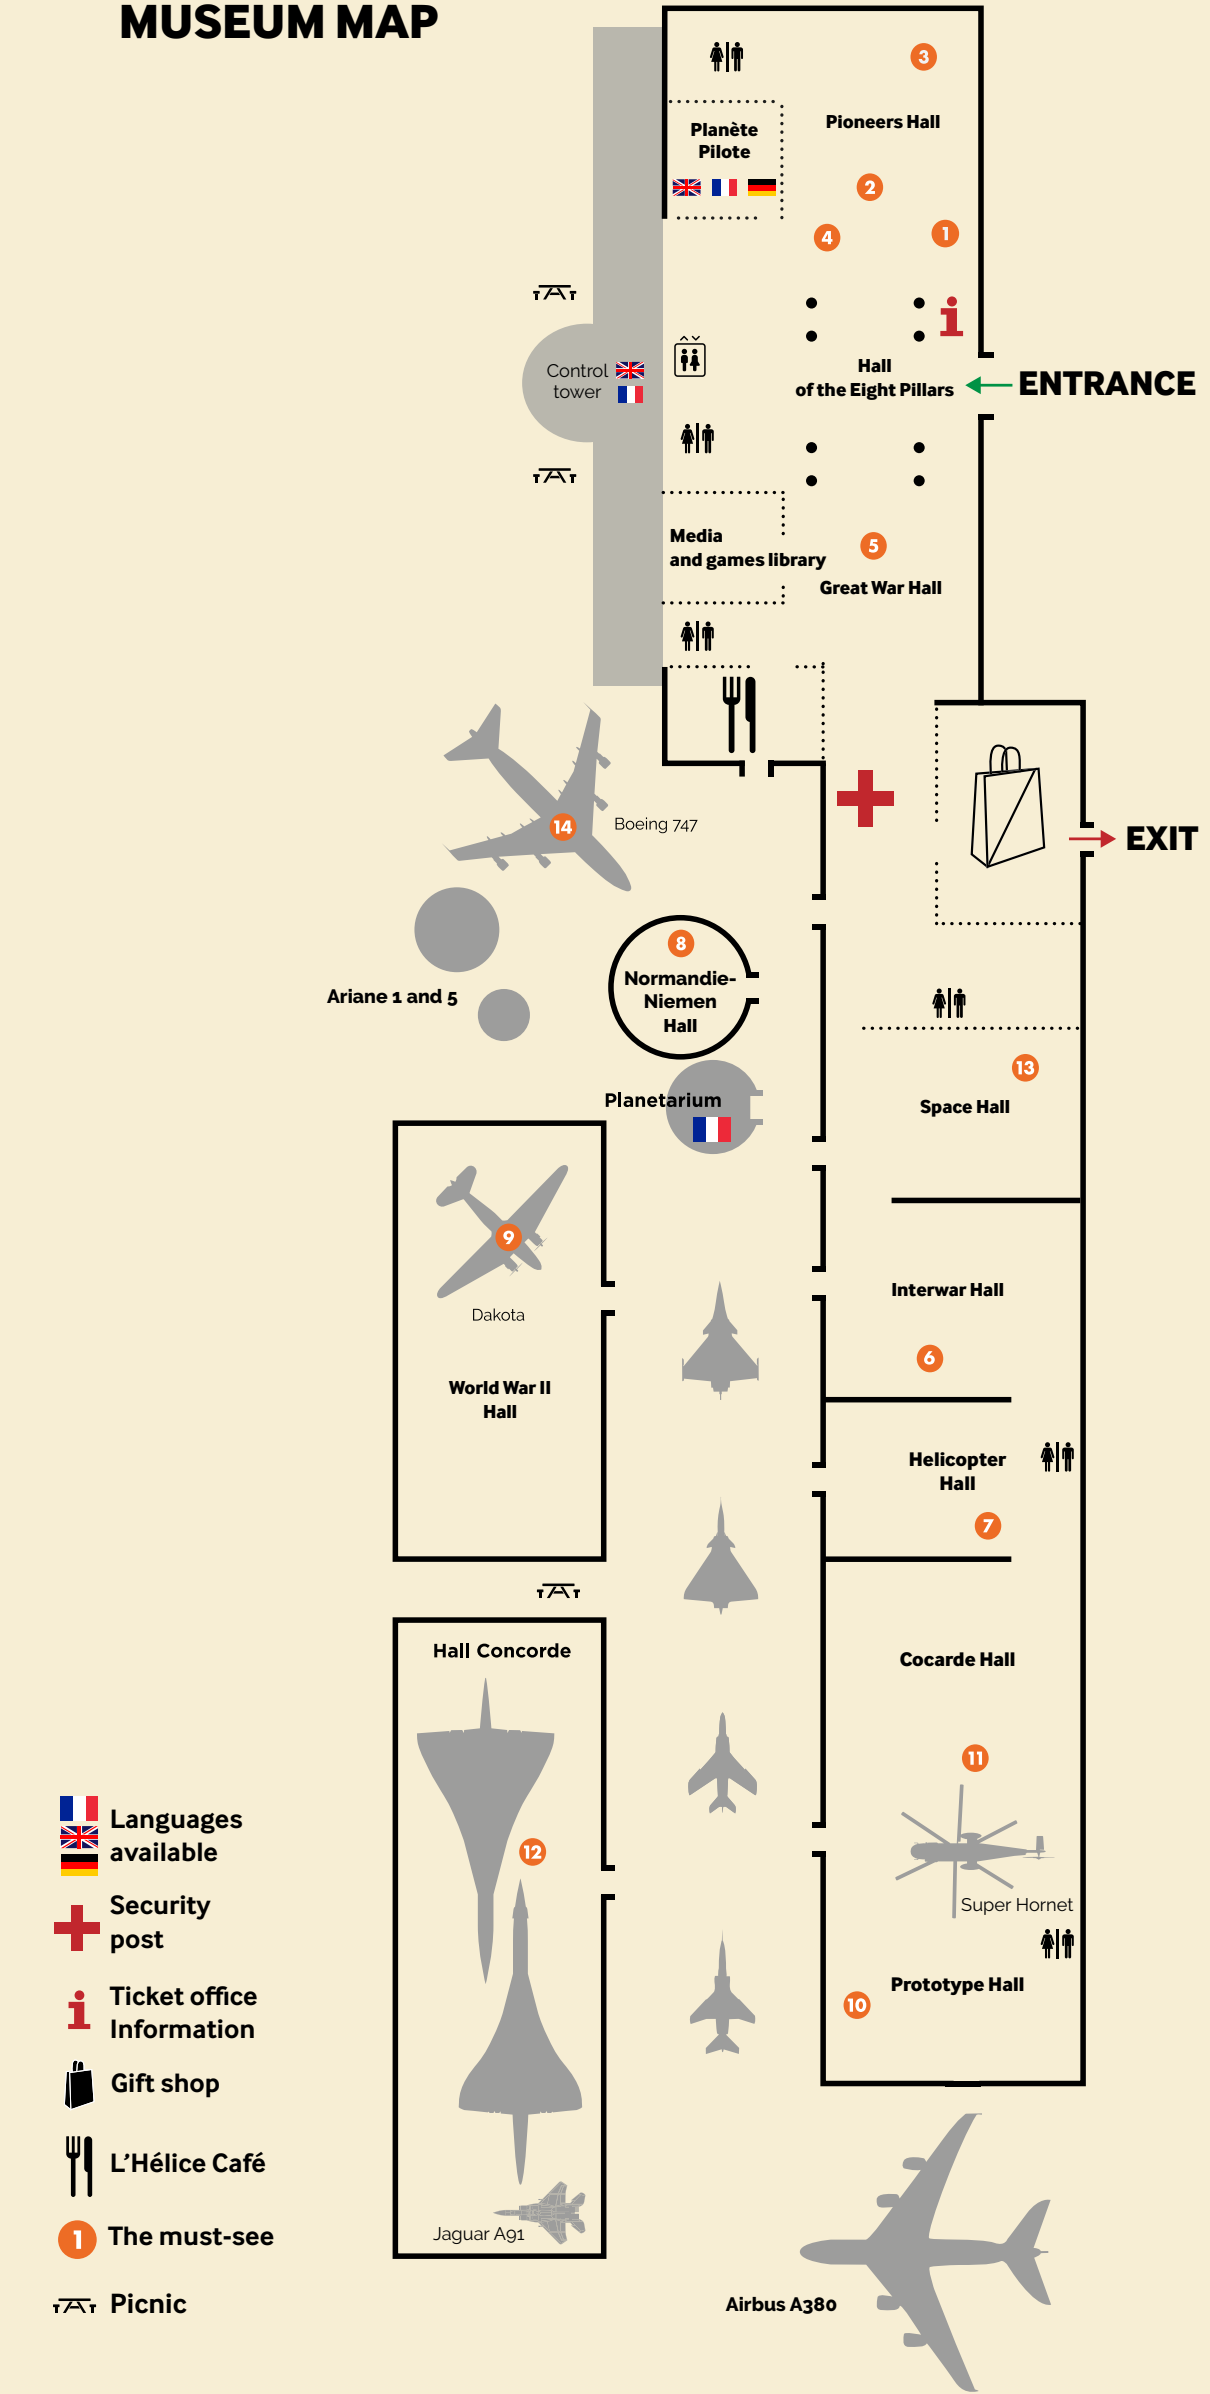 MUSEUM MAP
3
Pioneers Hall
Planète
Pilote
2
4
1
i
Control
tower
Hall
of the Eight Pillars
ENTRANCE
Media
and games library
5
Great War Hall
14
Boeing 747
EXIT
8
Normandie-
Niemen
Hall
Ariane 1 and 5
13
Space Hall
Planetarium
9
Dakota
World War II
Hall
Interwar Hall
6
Helicopter
Hall
7
Hall Concorde
Cocarde Hall
11
12
Super Hornet
Prototype Hall
10
Jaguar A91
Airbus A380
Languages
available
Security
post
i
Ticket office
Information
Gift shop
L'Hélice Café
1
The must-see
Picnic